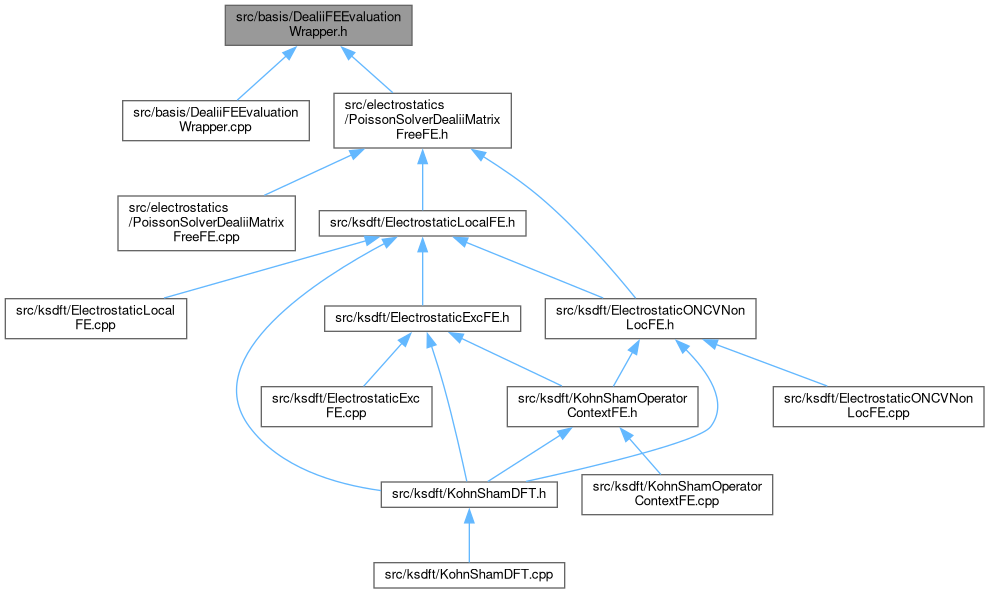 src/basis/DealiiFEEvaluation
Wrapper.h
src/basis/DealiiFEEvaluation
Wrapper.cpp
src/electrostatics
/PoissonSolverDealiiMatrix
FreeFE.h
src/electrostatics
/PoissonSolverDealiiMatrix
FreeFE.cpp
src/ksdft/ElectrostaticLocalFE.h
src/ksdft/ElectrostaticLocal
FE.cpp
src/ksdft/ElectrostaticExcFE.h
src/ksdft/ElectrostaticONCVNon
LocFE.h
src/ksdft/ElectrostaticExc
FE.cpp
src/ksdft/KohnShamOperator
ContextFE.h
src/ksdft/ElectrostaticONCVNon
LocFE.cpp
src/ksdft/KohnShamDFT.h
src/ksdft/KohnShamOperator
ContextFE.cpp
src/ksdft/KohnShamDFT.cpp